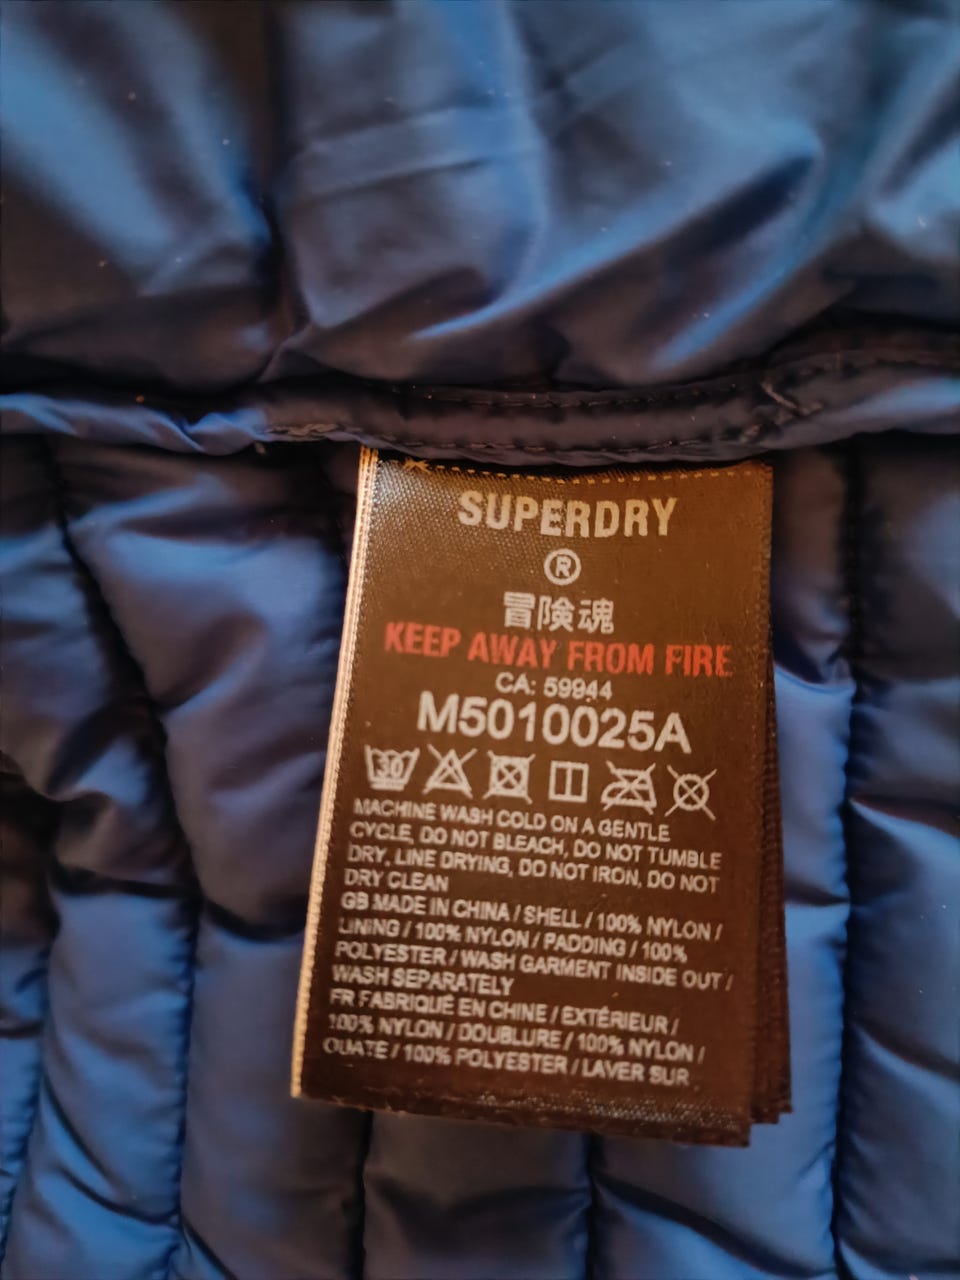 SUPERDRY
®
冒険魂
KEEP AWAY FROM FIRE
CA: 59944
M5010025A
30
MACHINE WASH COLD ON A GENTLE
CYCLE, DO NOT BLEACH, DO NOT TUMBLE
DRY, LINE DRYING, DO NOT IRON, DO NOT
DRY CLEAN
GB MADE IN CHINA / SHELL / 100% NYLON /
LINING / 100% NYLON / PADDING / 100%
POLYESTER / WASH GARMENT INSIDE OUT /
WASH SEPARATELY
FR FABRIQUÉ EN CHINE / EXTÉRIEUR /
100% NYLON / DOUBLURE / 100% NYLON /
OUATE / 100% POLYESTER / LAVER SUR